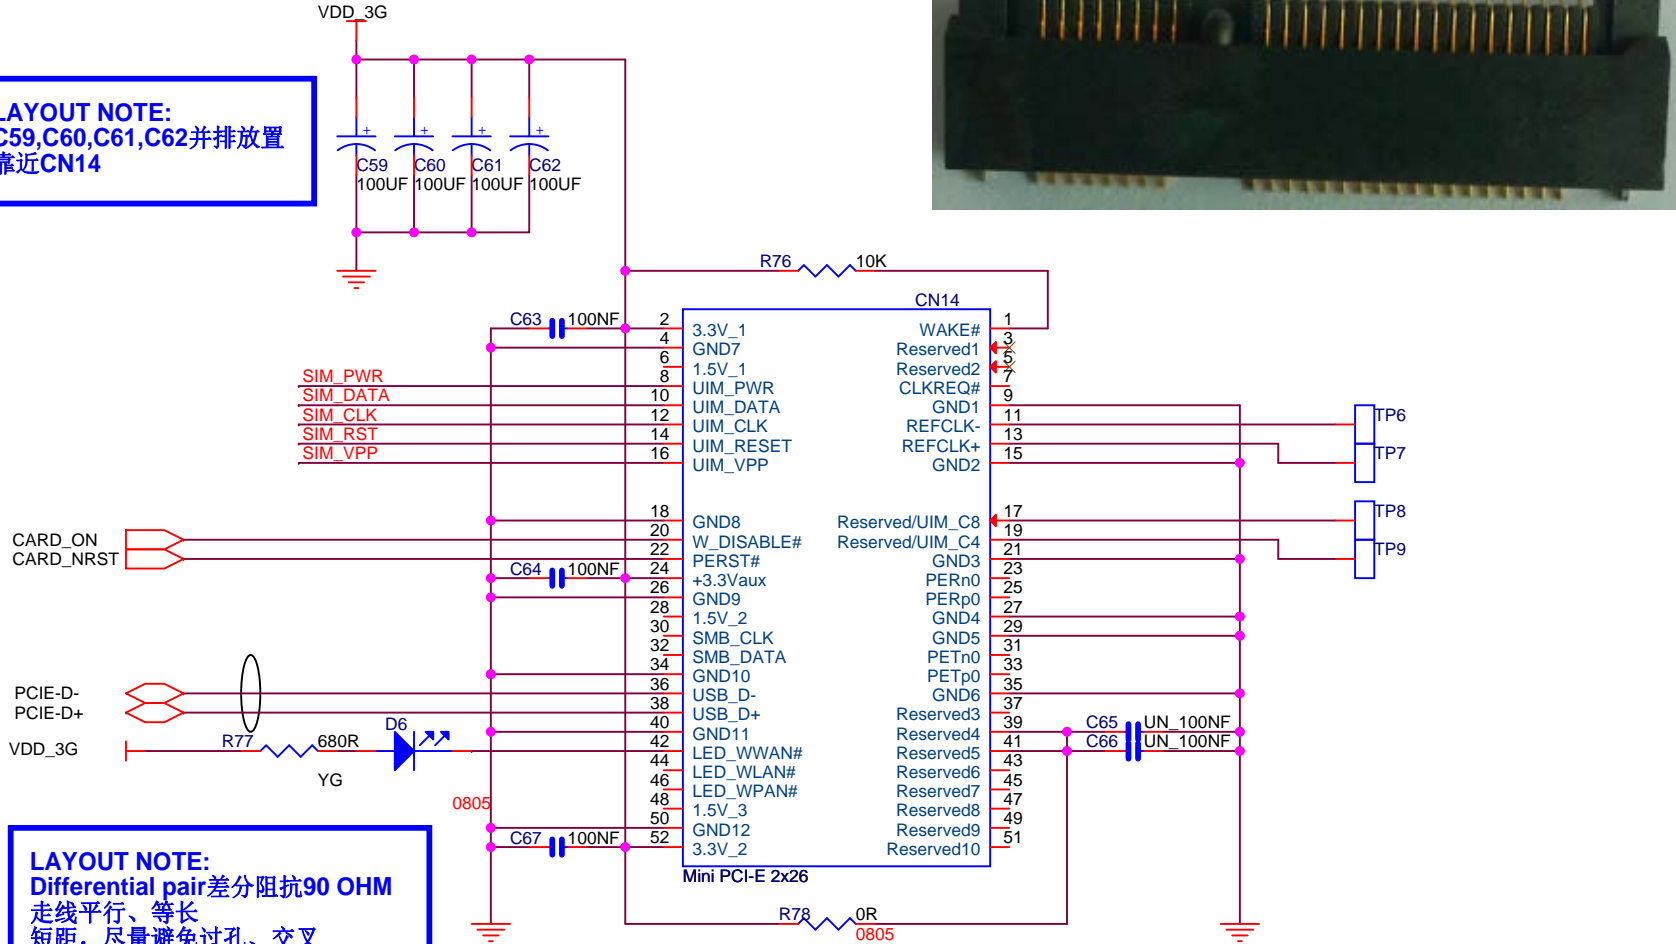 VDD_3G
LAYOUT NOTE:
C59,C60,C61,C62并排放置
靠近CN14
C59
C60
C61
C62
100UF
100UF
100UF
100UF
R76
10K
CN14
C63
100NF
2
3.3V_1
WAKE#
1
4
GND7
Reserved1
3
6
1.5V_1
Reserved2
5
SIM_PWR
8
UIM_PWR
CLKREQ#
7
SIM_DATA
10
UIM_DATA
GND1
9
SIM_CLK
12
UIM_CLK
REFCLK-
11
TP6
SIM_RST
14
UIM_RESET
REFCLK+
13
SIM_VPP
16
UIM_VPP
GND2
15
TP7
18
GND8
Reserved/UIM_C8
17
TP8
CARD_ON
20
W_DISABLE#
Reserved/UIM_C4
19
CARD_NRST
22
PERST#
GND3
21
TP9
C64
100NF
24
+3.3Vaux
PERn0
23
26
GND9
PERp0
25
28
1.5V_2
GND4
27
30
SMB_CLK
GND5
29
32
SMB_DATA
PETn0
31
34
GND10
PETp0
33
PCIE-D-
36
USB_D-
GND6
35
PCIE-D+
38
USB_D+
Reserved3
37
D6
40
GND11
Reserved4
39
C65
UN_100NF
VDD_3G
R77
680R
42
LED_WWAN#
Reserved5
41
C66
UN_100NF
YG
44
LED_WLAN#
Reserved6
43
46
LED_WPAN#
Reserved7
45
0805
48
1.5V_3
Reserved8
47
50
GND12
Reserved9
49
C67
100NF
52
3.3V_2
Reserved10
51
Mini PCI-E 2x26
R78
0R
0805
LAYOUT NOTE:
Differential pair差分阻抗90 OHM
走线平行、等长
短距，尽量避免过孔、交叉